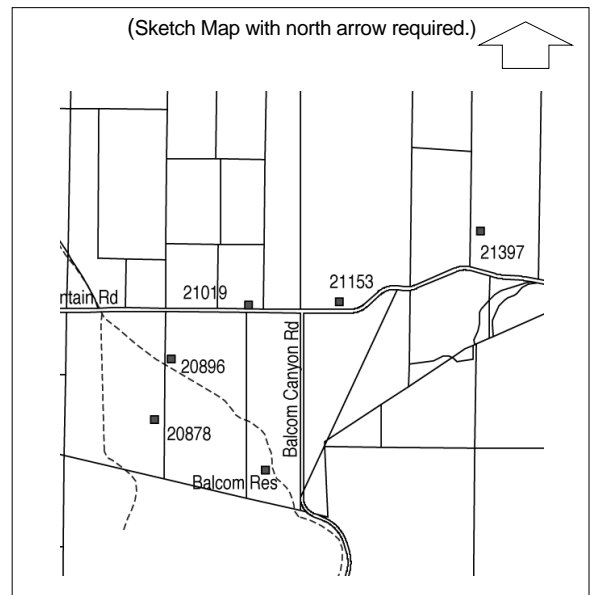 (Sketch Map with north arrow required.)
21397
21153
21019
ntain Rd
Balcom Canyon Rd
20896
20878
Balcom Res